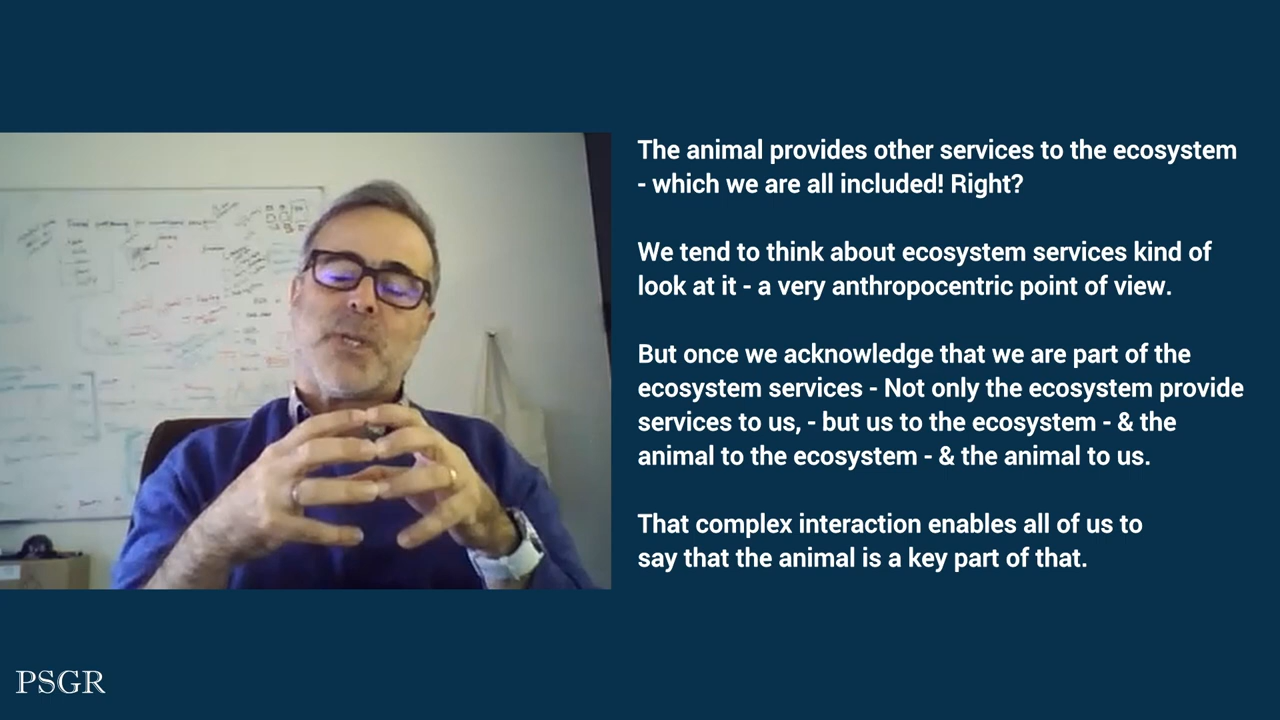 The animal provides other services to the ecosystem
- which we are all included! Right?
We tend to think about ecosystem services kind of
look at it - a very anthropocentric point of view.
But once we acknowledge that we are part of the
ecosystem services - Not only the ecosystem provide
services to us, - but us to the ecosystem - & the
animal to the ecosystem - & the animal to us.
That complex interaction enables all of us to
say that the animal is a key part of that.
PSGR